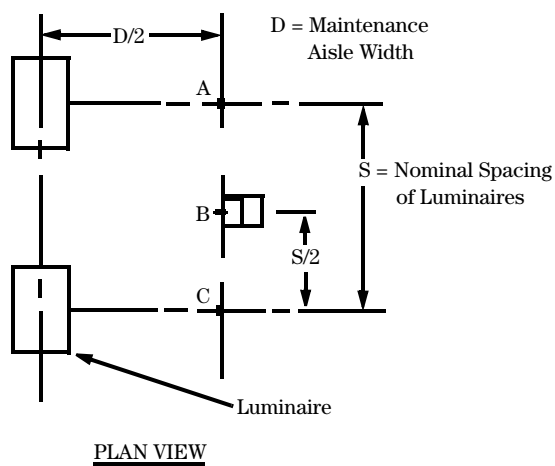 D/2
D = Maintenance
Aisle Width
A
S = Nominal Spacing
of Luminaires
B
S/2
C
Luminaire
PLAN VIEW